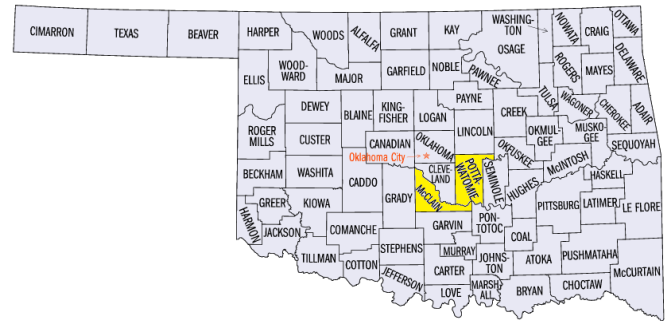 CIMARRON
TEXAS
BEAVER
HARPER
WOODS
ALFALFA
GRANT
KAY
WASHING-
TON
OSAGE
NOWATA
CRAIG
OTTAWA
ELLIS
WOOD-
WARD
MAJOR
GARFIELD
NOBLE
PAWNEE
ROGERS
MAYES
DELAWARE
DEWEY
BLAINE
KING-
FISHER
LOGAN
PAYNE
CREEK
TULSA
WAGONER
CHEROKEE
ADAIR
ROGER
MILLS
CUSTER
CANADIAN
OKLAHOMA
LINCOLN
OKFUSKEE
OKMUL-
GEE
MUSKO-
GEE
SEQUOYAH
Oklahoma City
BECKHAM
WASHITA
CADDO
GRADY
CLEVE-
LAND
McCLAIN
POTTA-
WATOMIE
SEMINOLE
HUGHES
McINTOSH
HASKELL
GREER
KIOWA
HARMON
JACKSON
COMANCHE
TILLMAN
COTTON
STEPHENS
JEFFERSON
GARVIN
MURRAY
CARTER
LOVE
PON-
TOTOC
JOHNS-
TON
MARSH-
ALL
COAL
PITTSBURG
LATIMER
LE FLORE
ATOKA
PUSHMATAHA
BRYAN
CHOCTAW
McCURTAIN